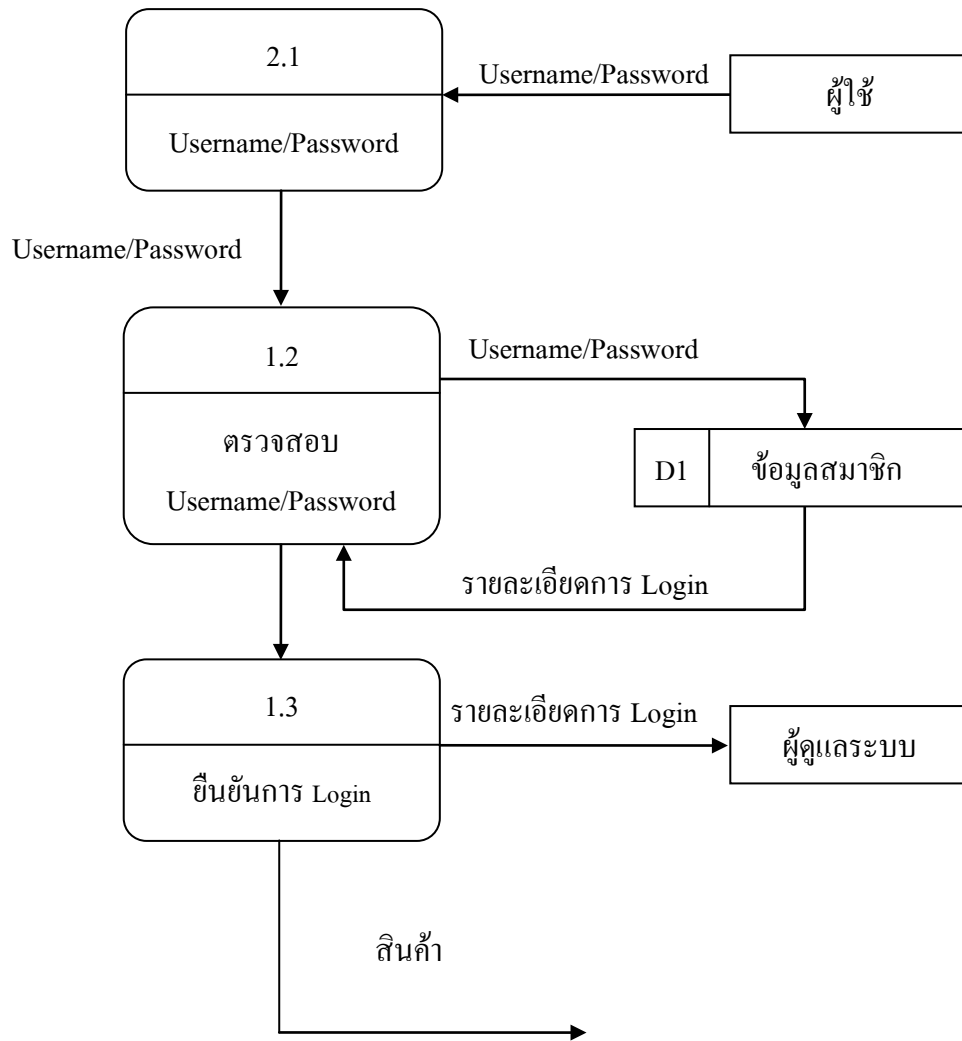 2.1
Username/Password
Username/Password
ผู้ใช้
Username/Password
1.2
ตรวจสอบ
Username/Password
Username/Password
D1
ข้อมูลสมาชิก
รายละเอียดการ Login
1.3
ยืนยันการ Login
รายละเอียดการ Login
ผู้ดูแลระบบ
สินค้า